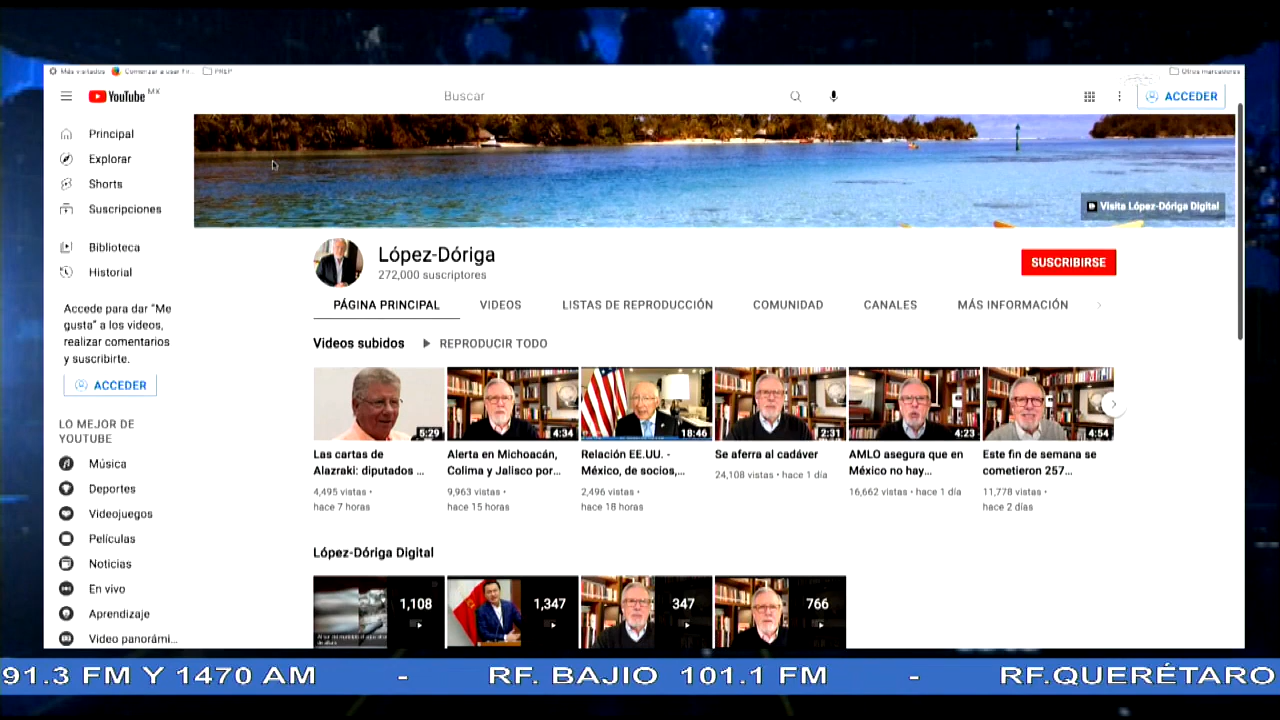 Más visitados
Comenzar a usar Fir...
PREP
Otros marcadores
YouTube MX
Buscar
ACCEDER
Principal
Explorar
Shorts
Suscripciones
Biblioteca
Historial
Accede para dar “Me
gusta” a los videos,
realizar comentarios
y suscribirte.
ACCEDER
LO MEJOR DE
YOUTUBE
Música
Deportes
Videojuegos
Películas
Noticias
En vivo
Aprendizaje
Video panorámi...
Visita López-Dóriga Digital
López-Dóriga
272,000 suscriptores
SUSCRIBIRSE
PÁGINA PRINCIPAL
VIDEOS
LISTAS DE REPRODUCCIÓN
COMUNIDAD
CANALES
MÁS INFORMACIÓN
Videos subidos
REPRODUCIR TODO
5:29
Las cartas de
Alazraki: diputados ...
4,495 vistas •
hace 7 horas
4:34
Alerta en Michoacán,
Colima y Jalisco por...
9,963 vistas •
hace 15 horas
18:46
Relación EE.UU. -
México, de socios,...
2,496 vistas •
hace 18 horas
2:31
Se aferra al cadáver
24,108 vistas • hace 1 día
4:23
AMLO asegura que en
México no hay...
16,662 vistas • hace 1 día
4:54
Este fin de semana se
cometieron 257...
11,778 vistas •
hace 2 días
López-Dóriga Digital
1,108
1,347
347
766
91.3 FM Y 1470 AM - RF. BAJIO 101.1 FM - RF.QUERÉTARO